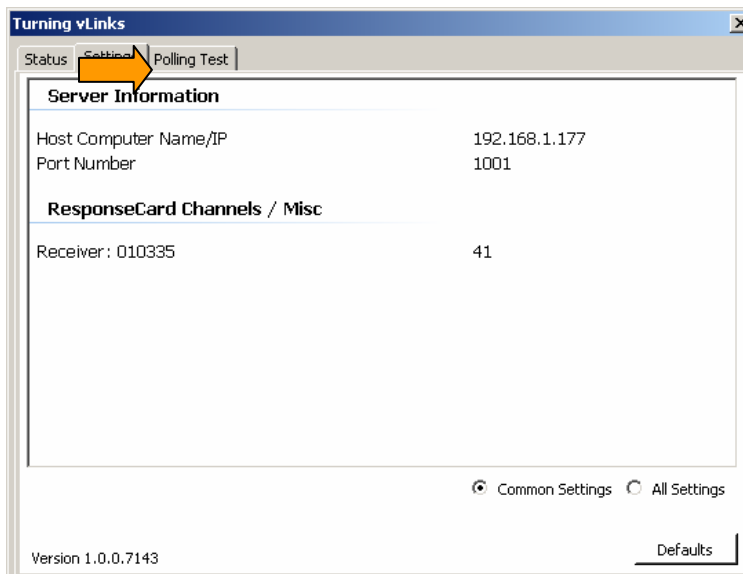 Turning vLinks
Status Setting Polling Test
Server Information
Host Computer Name/IP 192.168.1.177
Port Number 1001
ResponseCard Channels / Misc
Receiver: 010335 41
Common Settings All Settings
Version 1.0.0.7143 Defaults